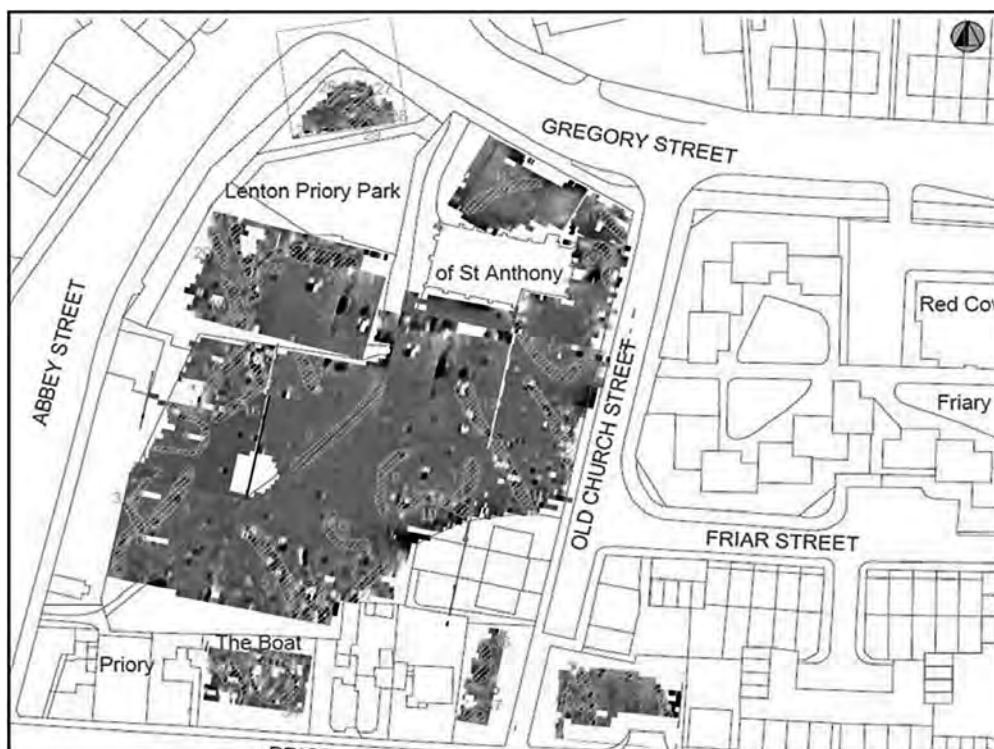 GREGORY STREET
Lenton Priory Park
of St Anthony
Red Cow
ABBEY STREET
OLD CHURCH STREET
Friary
FRIAR STREET
The Boat
Priory